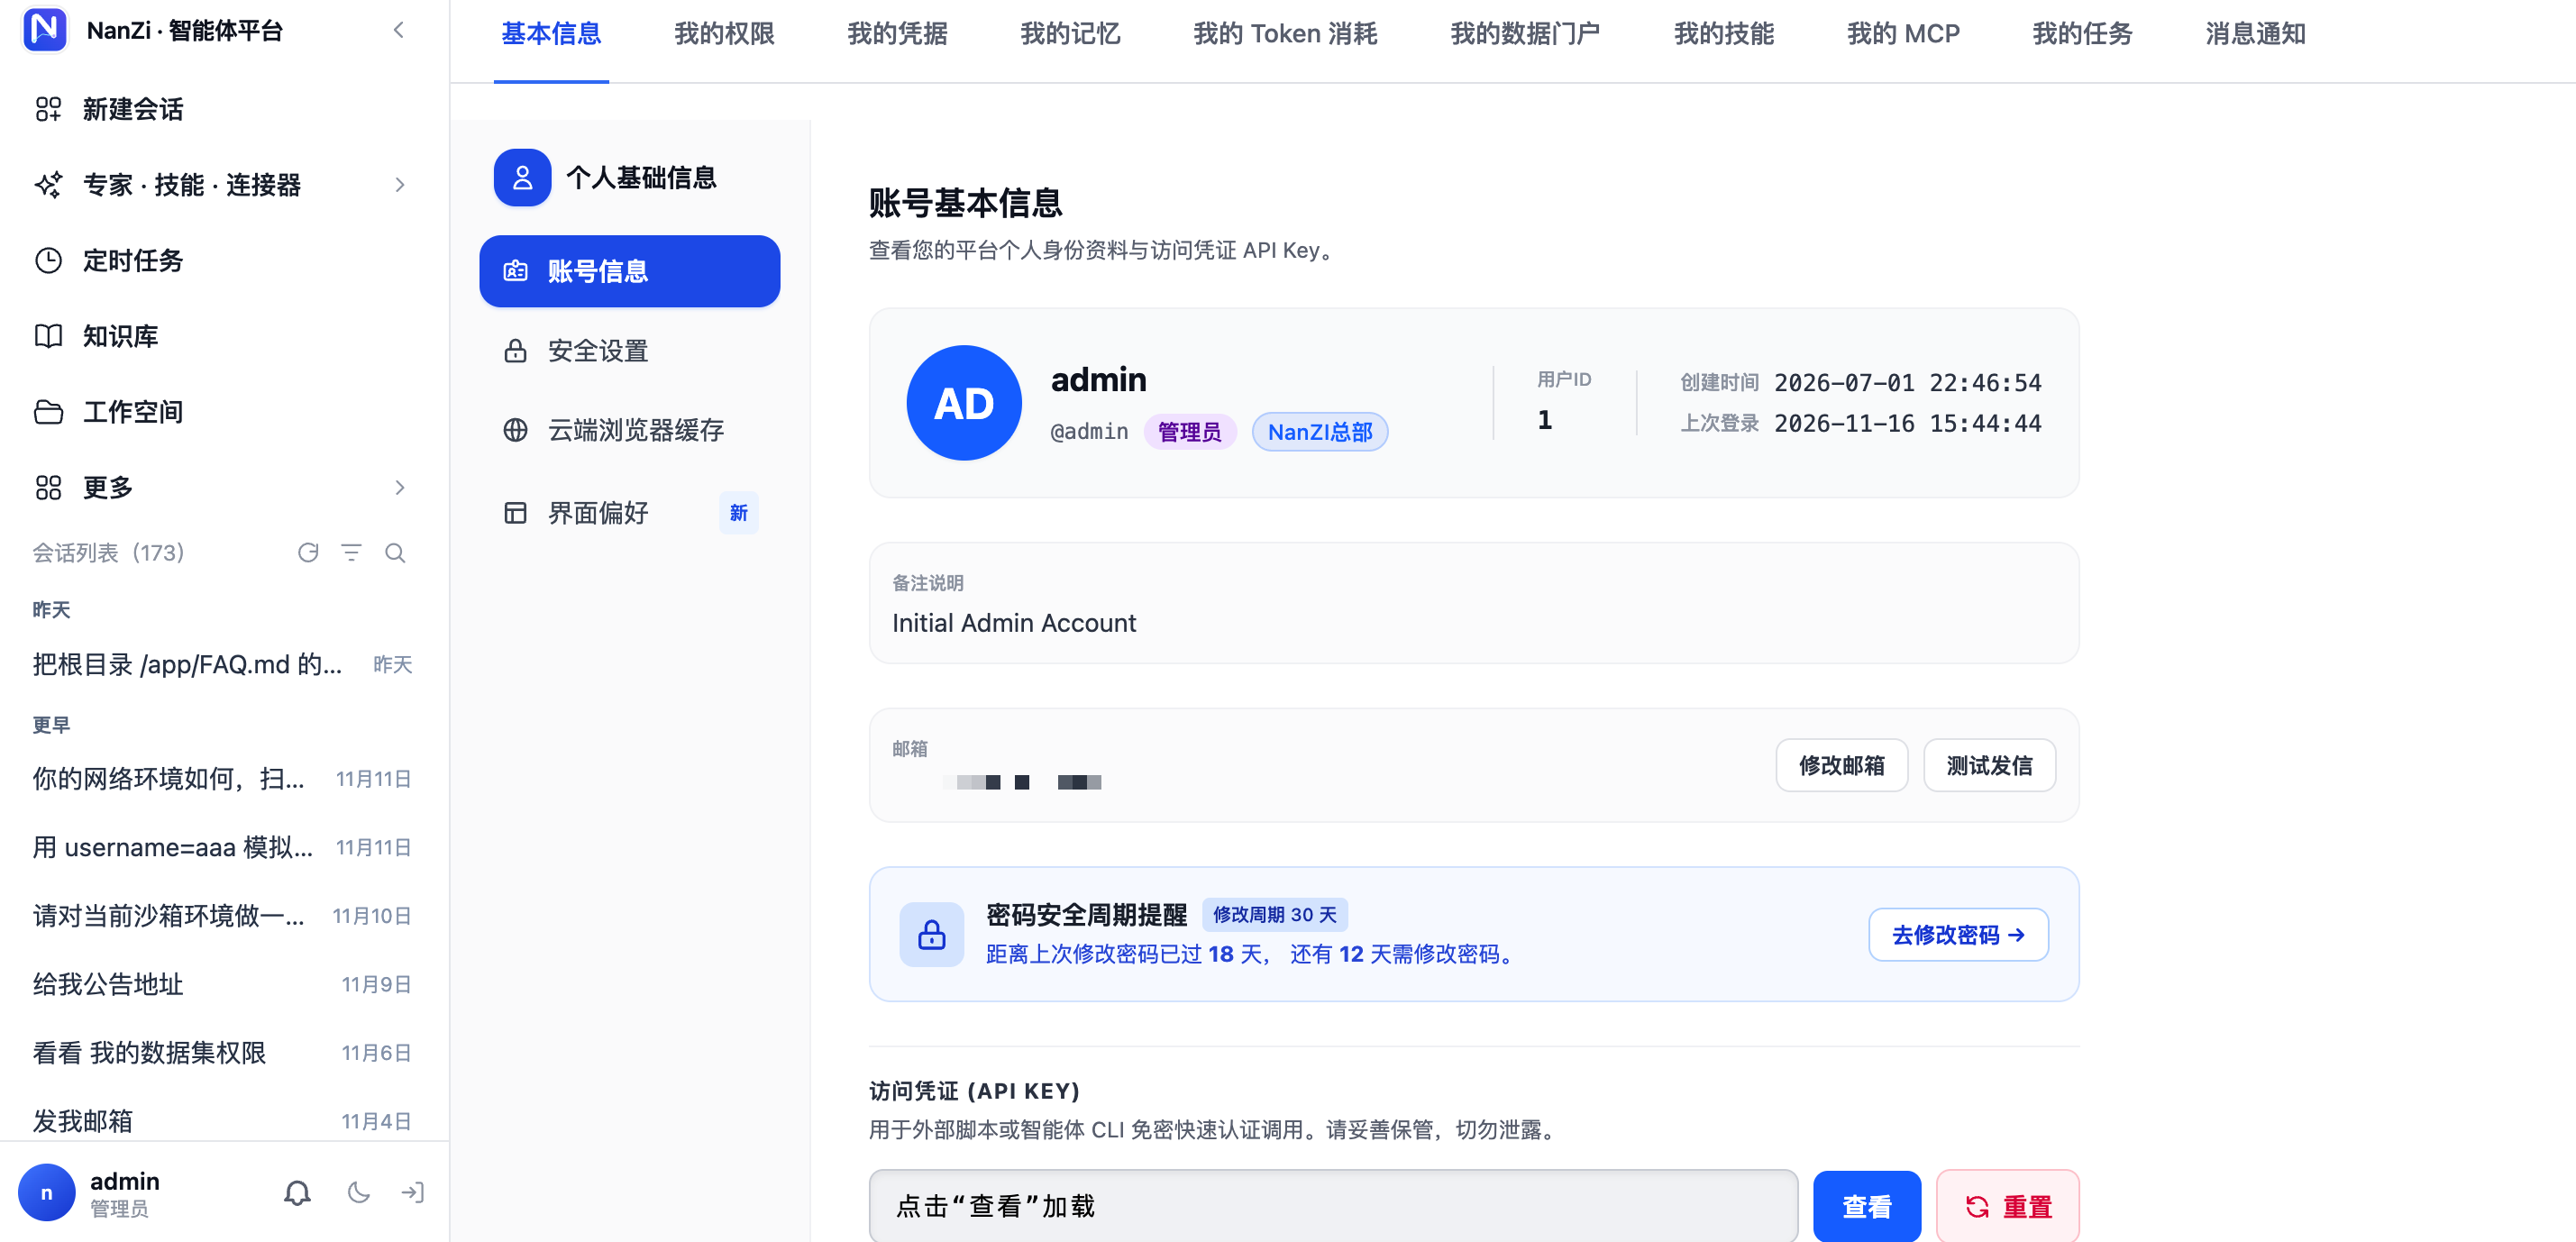 NanZi · 智能体平台
新建会话
专家 · 技能 · 连接器
定时任务
知识库
工作空间
更多
会话列表（173）
昨天
把根目录 /app/FAQ.md 的... 昨天
更早
你的网络环境如何，扫... 11月11日
用 username=aaa 模拟... 11月11日
请对当前沙箱环境做一... 11月10日
给我公告地址 11月9日
看看 我的数据集权限 11月6日
发我邮箱 11月4日
n
admin
管理员
基本信息 我的权限 我的凭据 我的记忆 我的 Token 消耗 我的数据门户 我的技能 我的 MCP 我的任务 消息通知
个人基础信息
账号信息
安全设置
云端浏览器缓存
界面偏好 新
账号基本信息
查看您的平台个人身份资料与访问凭证 API Key。
AD
admin
@admin 管理员 NanZI总部
用户ID
1
创建时间 2026-07-01 22:46:54
上次登录 2026-11-16 15:44:44
备注说明
Initial Admin Account
邮箱
修改邮箱 测试发信
密码安全周期提醒 修改周期 30 天
距离上次修改密码已过 18 天， 还有 12 天需修改密码。
去修改密码 →
访问凭证 (API KEY)
用于外部脚本或智能体 CLI 免密快速认证调用。请妥善保管，切勿泄露。
点击“查看”加载
查看 重置